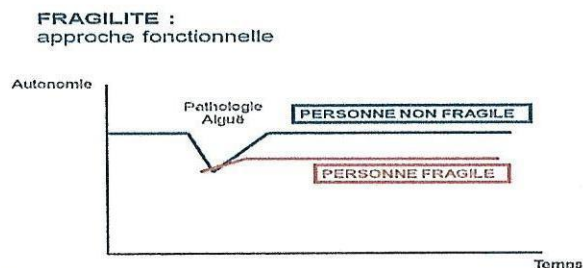 FRAGILITE :
approche fonctionnelle
Autonomie
Pathologie
Aiguë
PERSONNE NON FRAGILE
PERSONNE FRAGILE
Temps